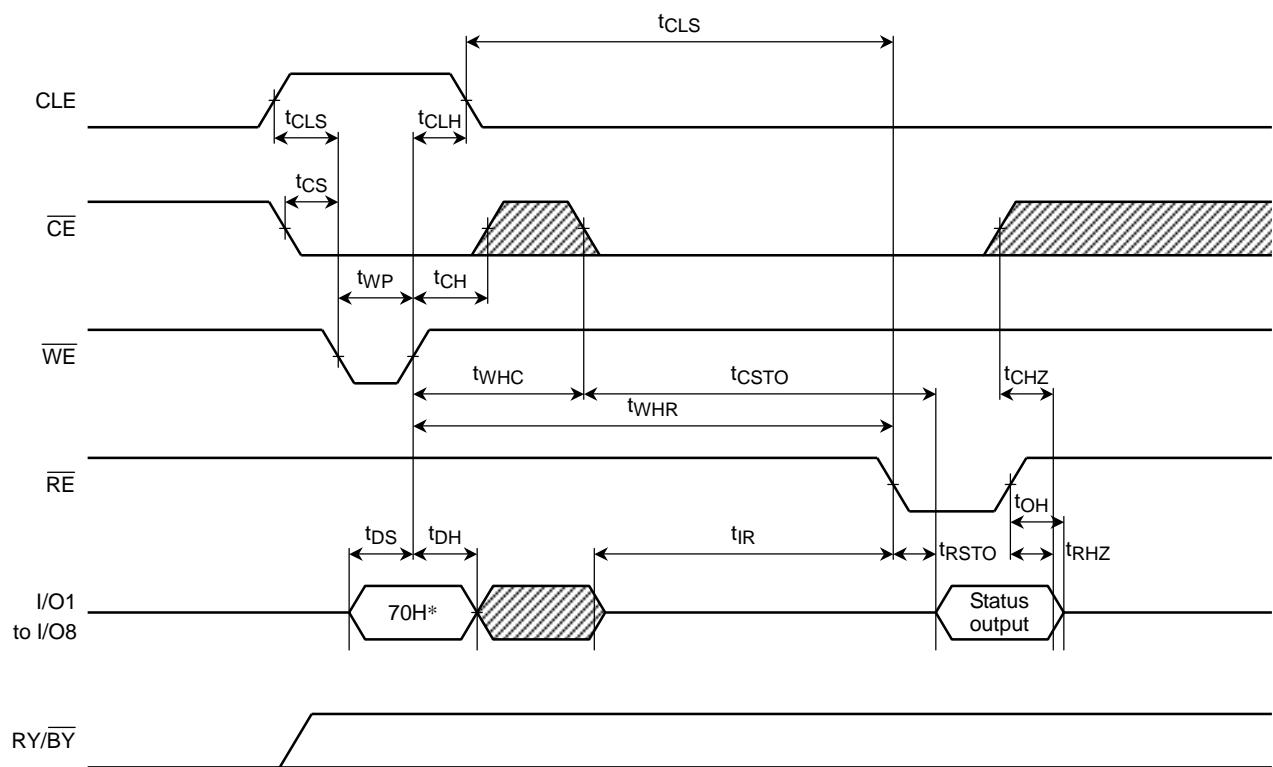 tCLS
CLE
tCLS
tCLH
tCS
CE
tWP
tCH
WE
tWHC
tCSTO
tCHZ
tWHR
RE
tOH
tDS
tDH
tIR
tRSTO
tRHZ
I/O1
to I/O8
70H*
Status
output
RY/BY